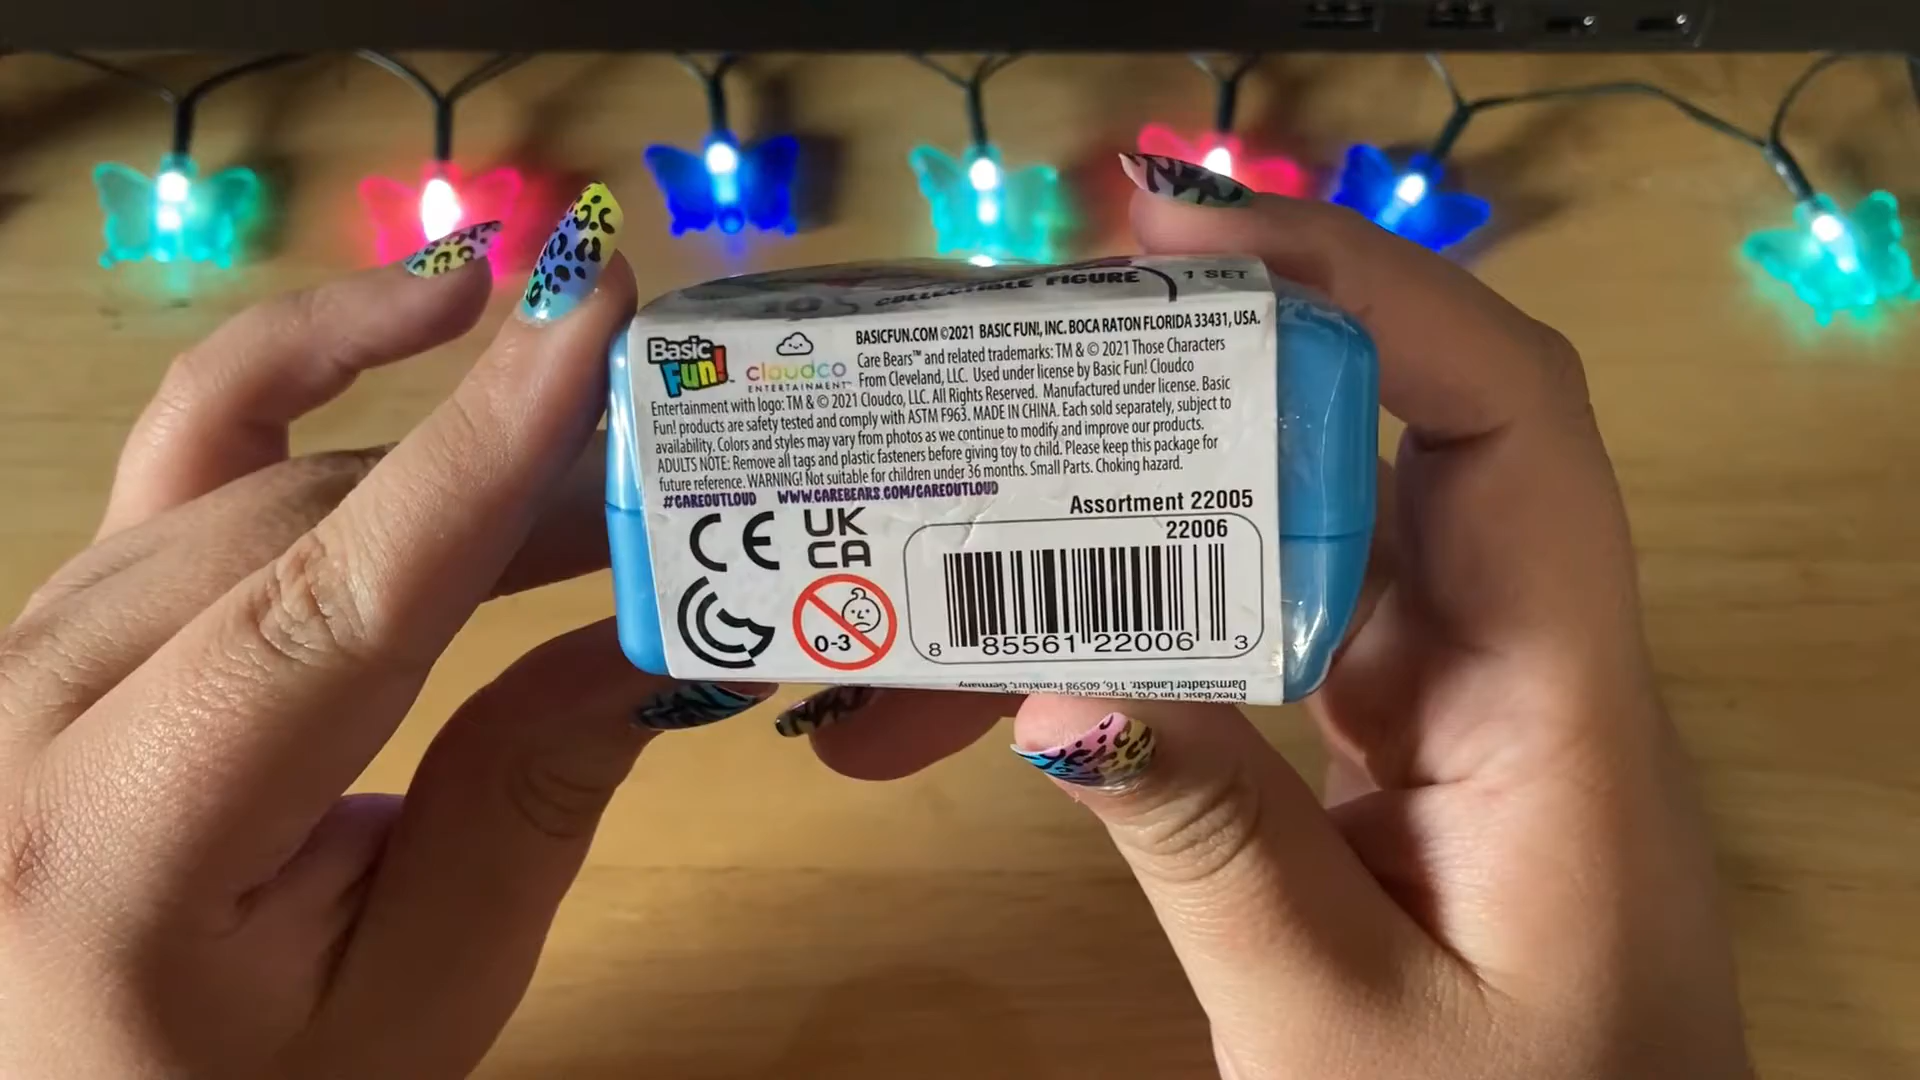 COLLECTIBLE FIGURE
1 SET
Basic Fun!
cloudco
ENTERTAINMENT
BASICFUN.COM ©2021 BASIC FUN!, INC. BOCA RATON FLORIDA 33431, USA.
Care Bears™ and related trademarks: TM & © 2021 Those Characters
From Cleveland, LLC. Used under license by Basic Fun! Cloudco
Entertainment with logo: TM & © 2021 Cloudco, LLC. All Rights Reserved. Manufactured under license. Basic
Fun! products are safety tested and comply with ASTM F963. MADE IN CHINA. Each sold separately, subject to
availability. Colors and styles may vary from photos as we continue to modify and improve our products.
ADULTS NOTE: Remove all tags and plastic fasteners before giving toy to child. Please keep this package for
future reference. WARNING! Not suitable for children under 36 months. Small Parts. Choking hazard.
#CAREOUTLOUD WWW.CAREBEARS.COM/CAREOUTLOUD
Assortment 22005
22006
CE
UK
CA
0-3
8 85561 22006 3
Darmstadter Landstr. 116, 60598 Frankfurt, Germany